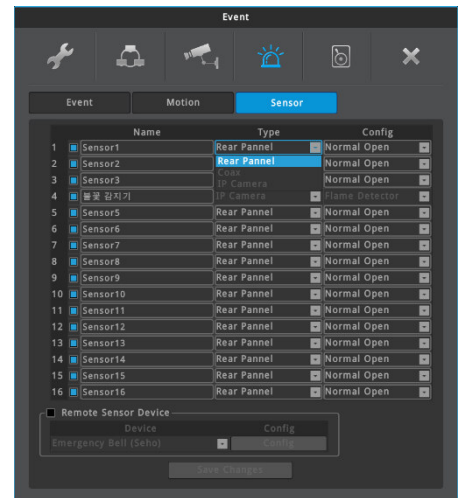 Event
Event Motion Sensor
Name Type Config
1 Sensor1 Rear Pannel Normal Open
2 Sensor2 Rear Pannel Normal Open
Coax
3 Sensor3 IP Camera Normal Open
4 불꽃 감지기 IP Camera Flame Detector
5 Sensor5 Rear Pannel Normal Open
6 Sensor6 Rear Pannel Normal Open
7 Sensor7 Rear Pannel Normal Open
8 Sensor8 Rear Pannel Normal Open
9 Sensor9 Rear Pannel Normal Open
10 Sensor10 Rear Pannel Normal Open
11 Sensor11 Rear Pannel Normal Open
12 Sensor12 Rear Pannel Normal Open
13 Sensor13 Rear Pannel Normal Open
14 Sensor14 Rear Pannel Normal Open
15 Sensor15 Rear Pannel Normal Open
16 Sensor16 Rear Pannel Normal Open
Remote Sensor Device
Device Config
Emergency Bell (Seho) Config
Save Changes